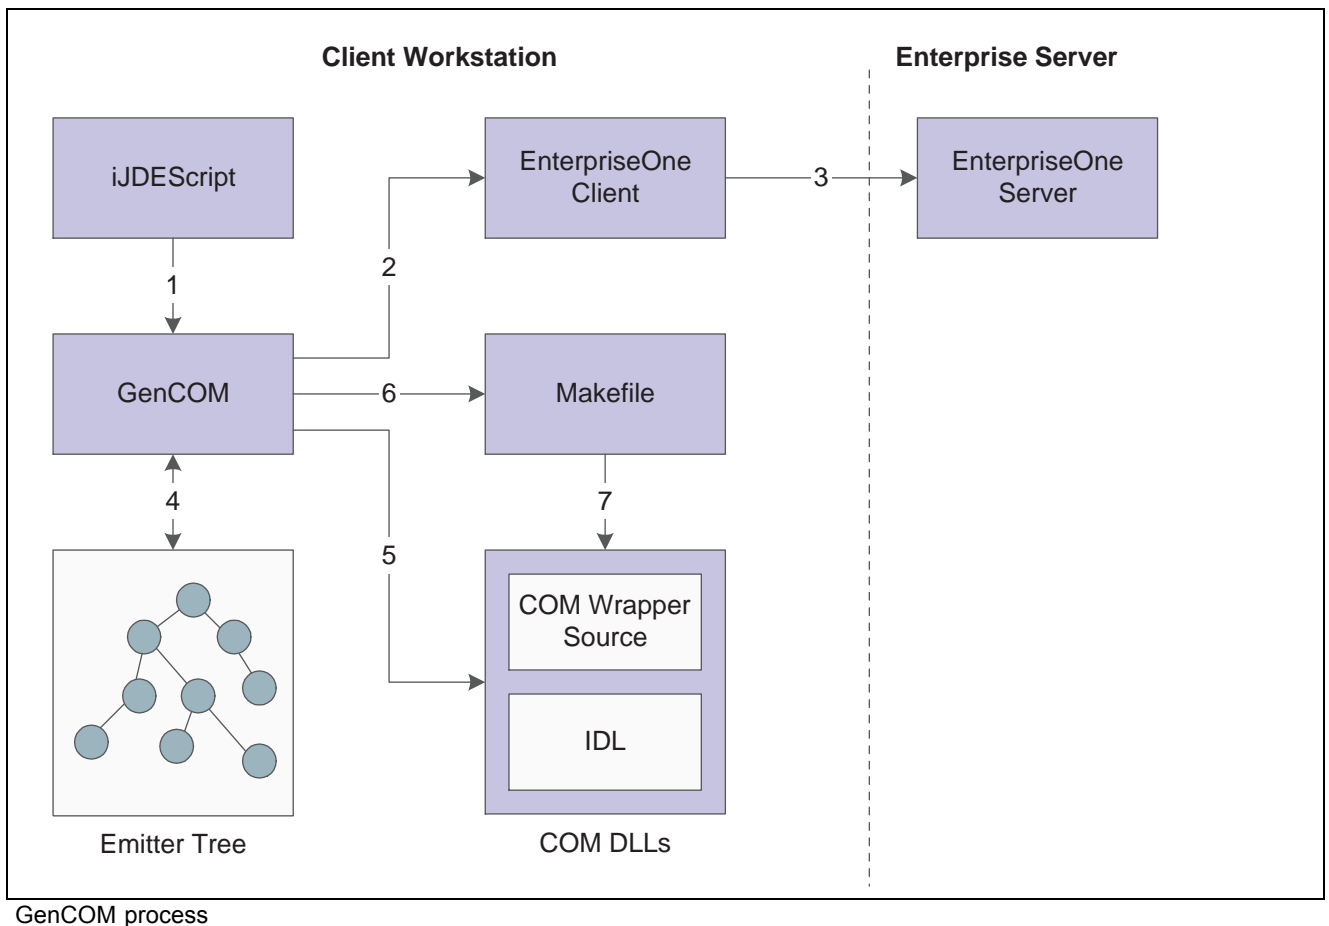 Client Workstation
Enterprise Server
iJDEScript
EnterpriseOne
Client
3
EnterpriseOne
Server
1
2
GenCOM
6
Makefile
4
5
7
COM Wrapper
Source
IDL
Emitter Tree
COM DLLs
GenCOM process